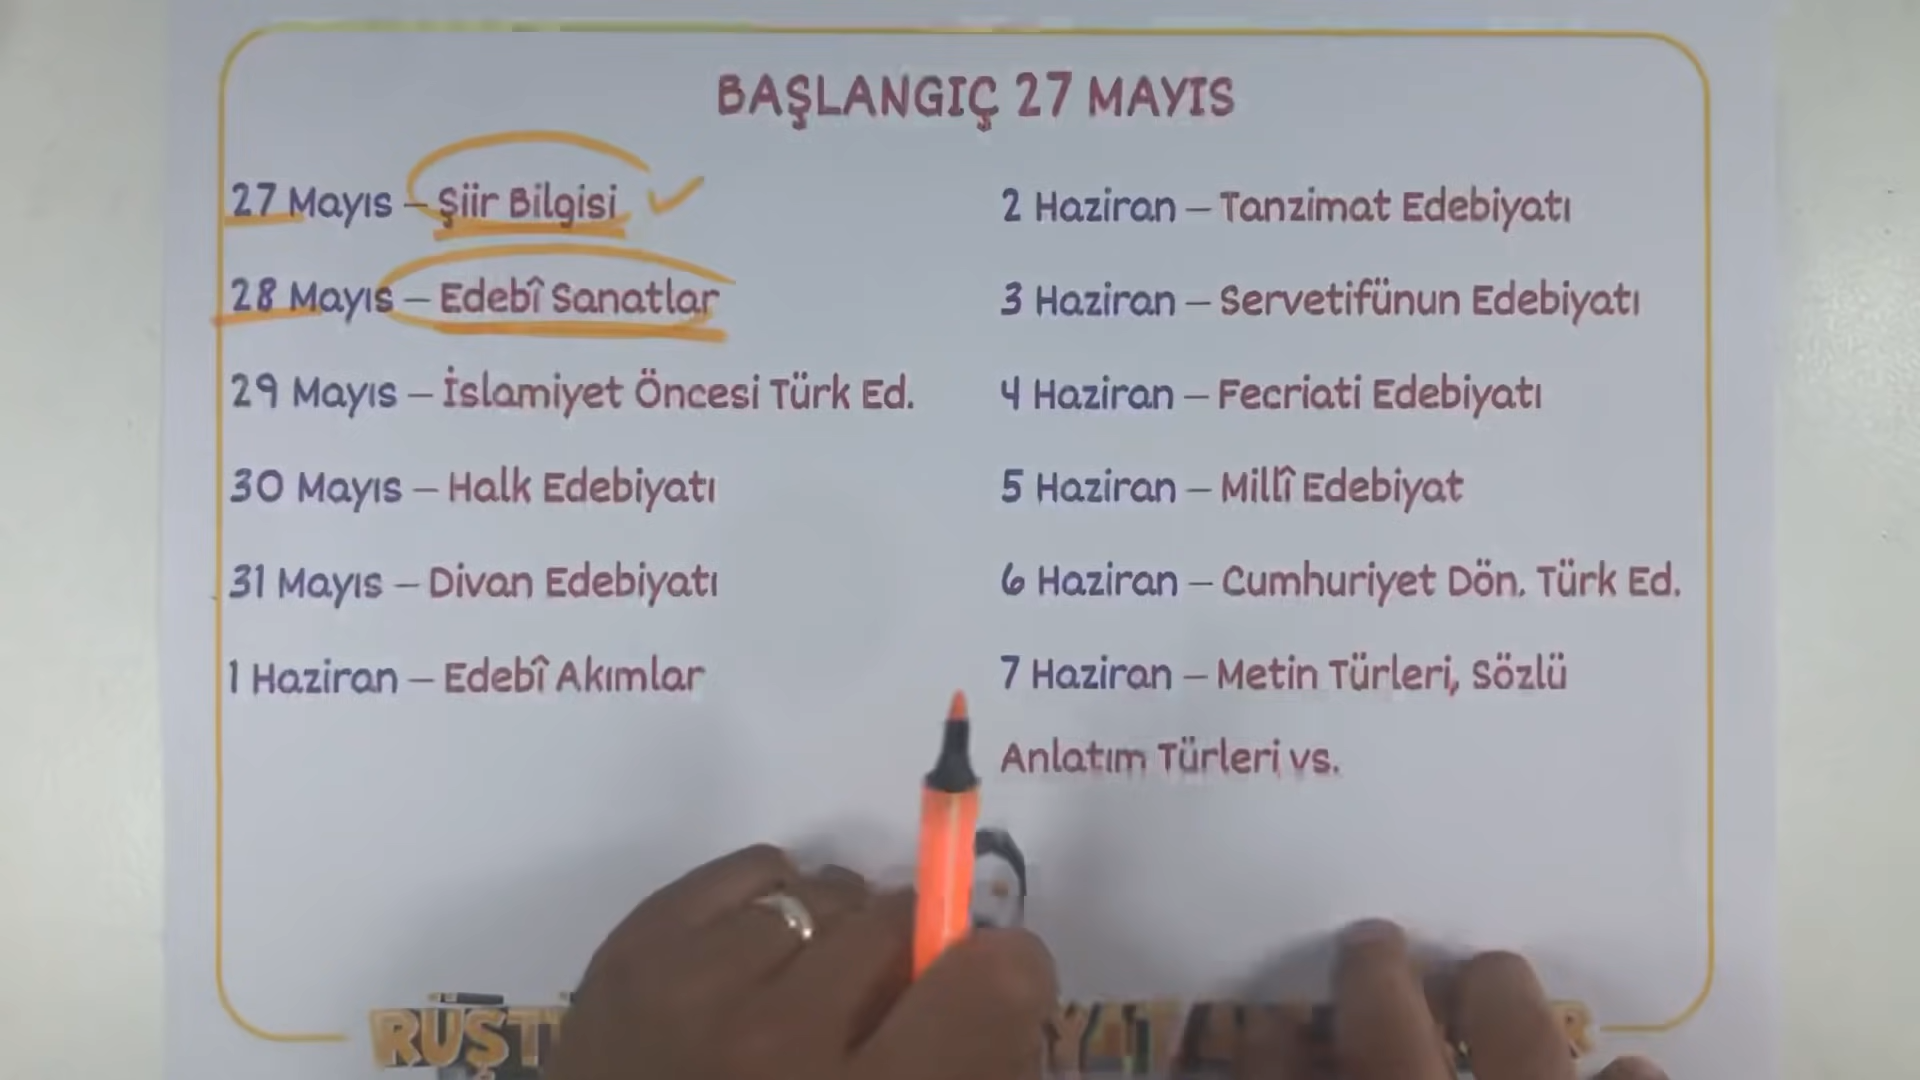 BAŞLANGIÇ 27 MAYIS
27 Mayıs – Şiir Bilgisi
28 Mayıs – Edebî Sanatlar
29 Mayıs – İslamiyet Öncesi Türk Ed.
30 Mayıs – Halk Edebiyatı
31 Mayıs – Divan Edebiyatı
1 Haziran – Edebî Akımlar
2 Haziran – Tanzimat Edebiyatı
3 Haziran – Servetifünun Edebiyatı
4 Haziran – Fecriati Edebiyatı
5 Haziran – Millî Edebiyat
6 Haziran – Cumhuriyet Dön. Türk Ed.
7 Haziran – Metin Türleri, Sözlü
Anlatım Türleri vs.